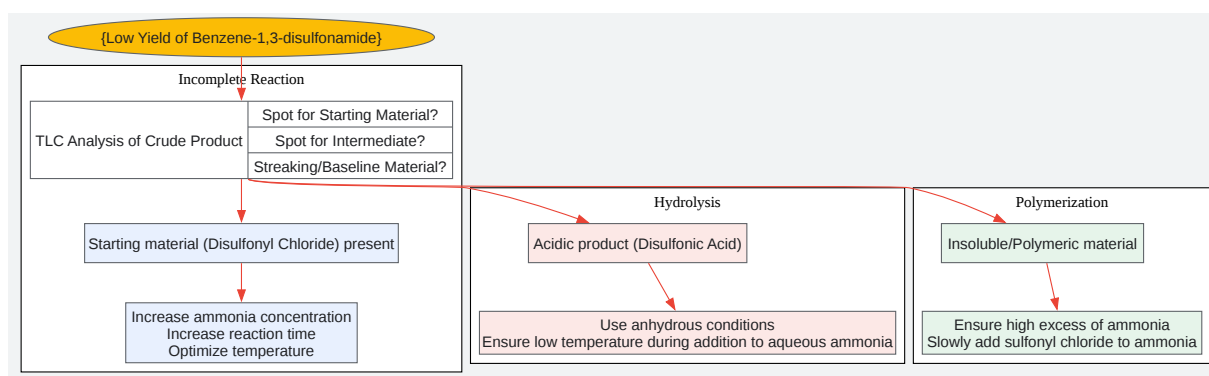 {Low Yield of Benzene-1,3-disulfonamide}
Incomplete Reaction
TLC Analysis of Crude Product
Spot for Starting Material?
Spot for Intermediate?
Streaking/Baseline Material?
Starting material (Disulfonyl Chloride) present
Increase ammonia concentration
Increase reaction time
Optimize temperature
Hydrolysis
Acidic product (Disulfonic Acid)
Use anhydrous conditions
Ensure low temperature during addition to aqueous ammonia
Polymerization
Insoluble/Polymeric material
Ensure high excess of ammonia
Slowly add sulfonyl chloride to ammonia